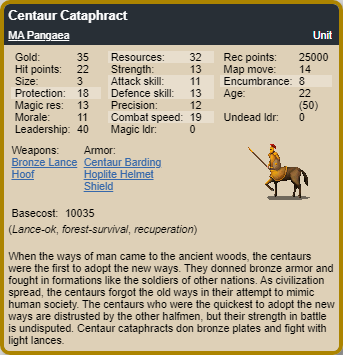 Centaur Cataphract
MA Pangaea Unit
Gold: 35 Resources: 32 Rec points: 25000
Hit points: 22 Strength: 13 Map move: 14
Size: 3 Attack skill: 11 Encumbrance: 8
Protection: 18 Defence skill: 13 Age: 22
Magic res: 13 Precision: 12 (50)
Morale: 11 Combat speed: 19 Undead ldr: 0
Leadership: 40 Magic ldr: 0
Weapons: Armor:
Bronze Lance Centaur Barding
Hoof Hoplite Helmet
Shield
Basecost: 10035
(Lance-ok, forest-survival, recuperation)
When the ways of man came to the ancient woods, the centaurs
were the first to adopt the new ways. They donned bronze armor and
fought in formations like the soldiers of other nations. As civilization
spread, the centaurs forgot the old ways in their attempt to mimic
human society. The centaurs who were the quickest to adopt the new
ways are distrusted by the other halfmen, but their strength in battle
is undisputed. Centaur cataphracts don bronze plates and fight with
light lances.